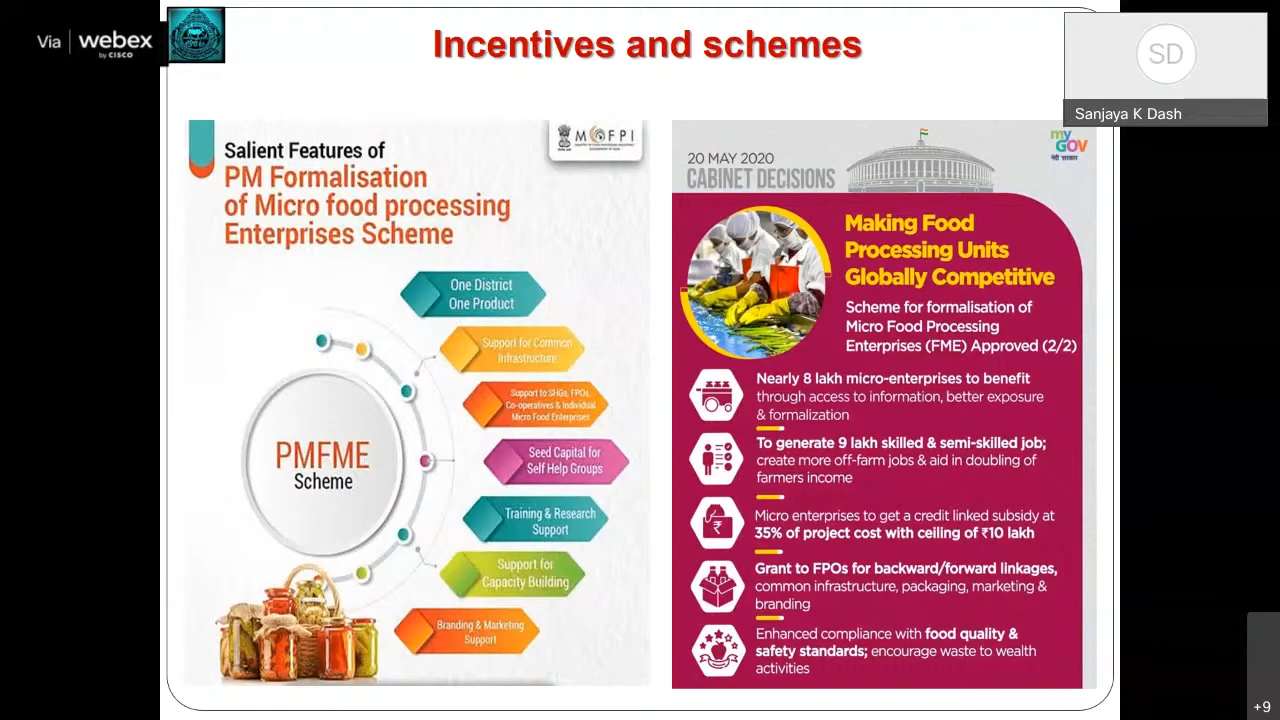 Via webex
by CISCO
Incentives and schemes
SD
Sanjaya K Dash
Salient Features of
PM Formalisation
of Micro food processing
Enterprises Scheme
MOFPI
One District
One Product
Support for Common
Infrastructure
Support to SHGs, FPOs,
Co-operatives & Individual
Micro Food Enterprises
Seed Capital for
Self Help Groups
Training & Research
Support
Support for
Capacity Building
Branding & Marketing
Support
PMFME
Scheme
20 MAY 2020
CABINET DECISIONS
my
GOV
मेरी सरकार
Making Food
Processing Units
Globally Competitive
Scheme for formalisation of
Micro Food Processing
Enterprises (FME) Approved (2/2)
Nearly 8 lakh micro-enterprises to benefit
through access to information, better exposure
& formalization
To generate 9 lakh skilled & semi-skilled job;
create more off-farm jobs & aid in doubling of
farmers income
Micro enterprises to get a credit linked subsidy at
35% of project cost with ceiling of ₹10 lakh
Grant to FPOs for backward/forward linkages,
common infrastructure, packaging, marketing &
branding
Enhanced compliance with food quality &
safety standards; encourage waste to wealth
activities
+9